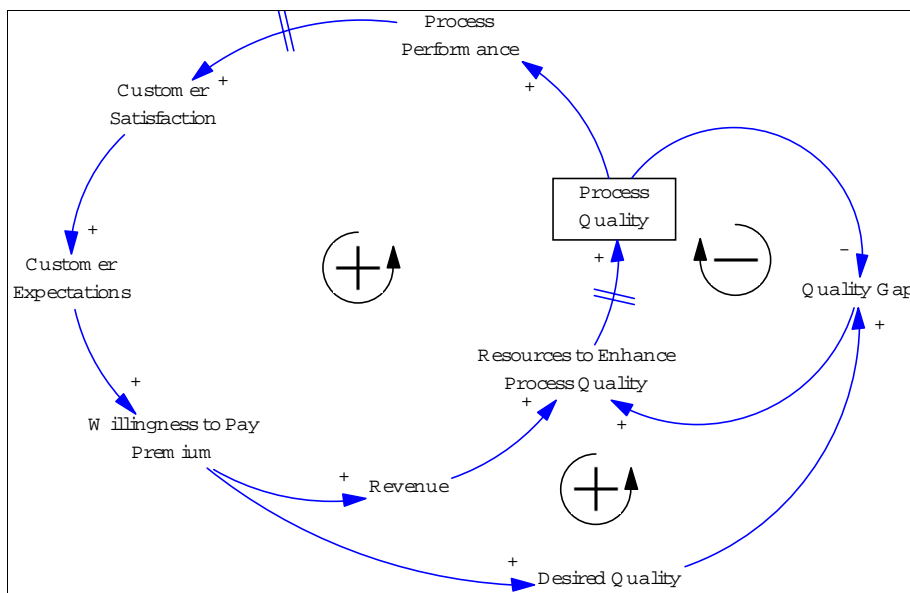 Process
Performance
+
Customer
Satisfaction
+
Process
Quality
+
Customer
Expectations
+
+
−
Quality Gap
+
Resources to Enhance
Process Quality
+
+
Willingness to Pay
Premium
+
+
Revenue
+
Desired Quality